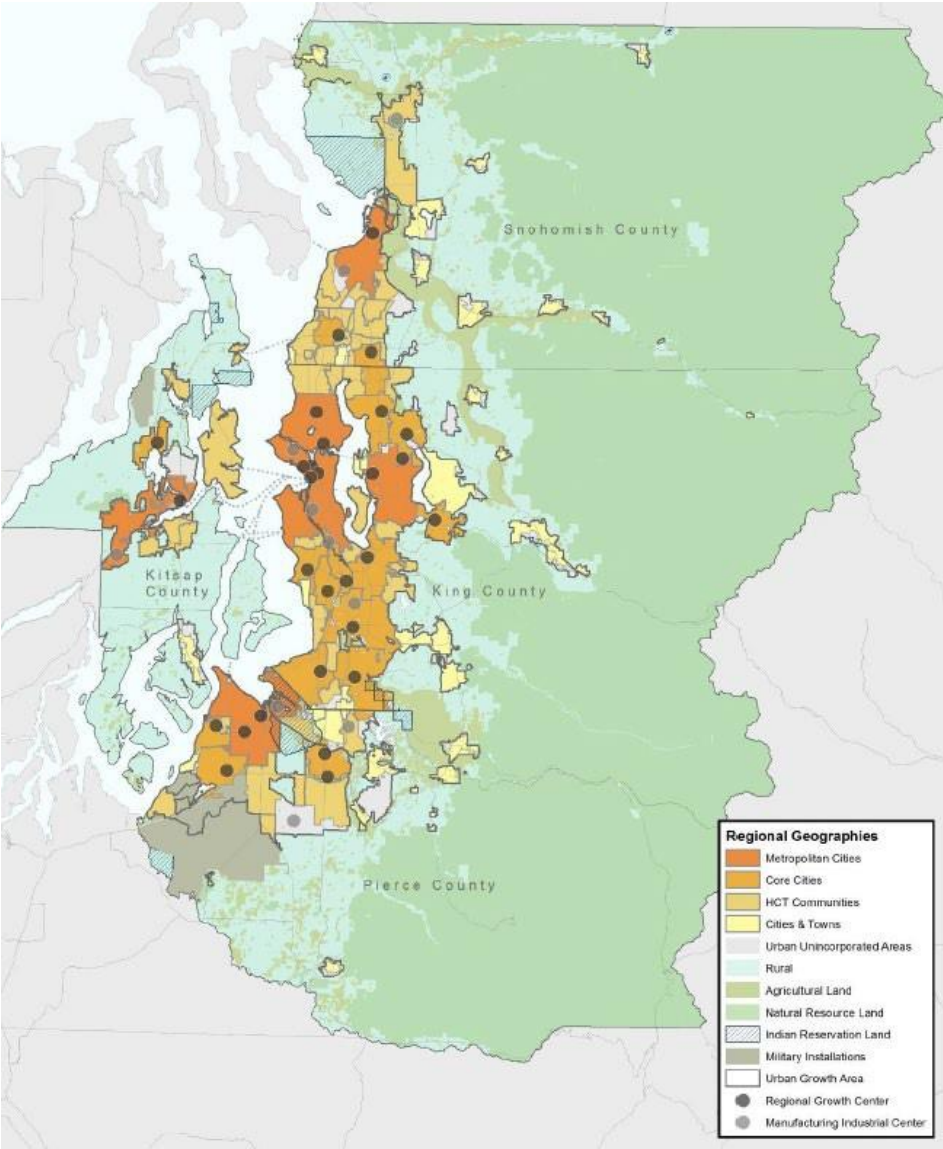 Snohomish County
Kitsap
County
King County
Pierce County
Regional Geographies
Metropolitan Cities
Core Cities
HCT Communities
Cities & Towns
Urban Unincorporated Areas
Rural
Agricultural Land
Natural Resource Land
Indian Reservation Land
Military Installations
Urban Growth Area
Regional Growth Center
Manufacturing Industrial Center